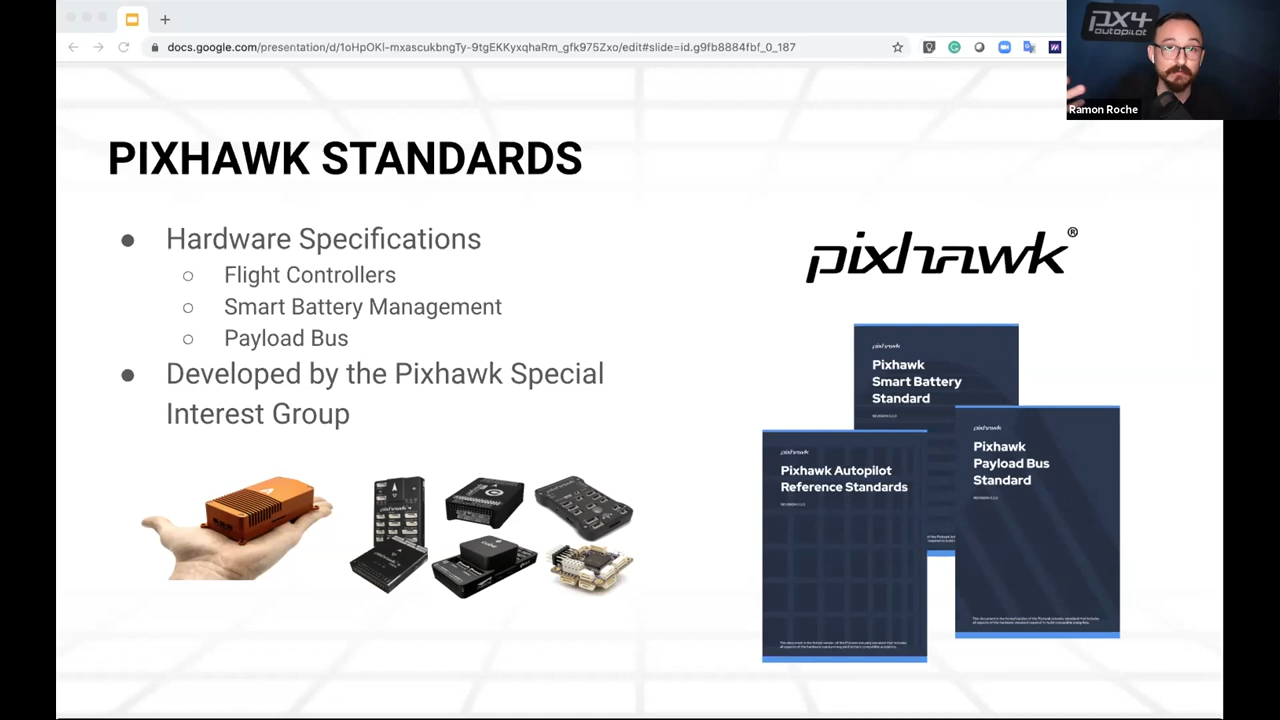 docs.google.com/presentation/d/1oHpOKl-mxascukbngTy-9tgEKKyxqhaRm_gfk975Zxo/edit#slide=id.g9fb8884fbf_0_187
px4
autopilot
Ramon Roche
PIXHAWK STANDARDS
● Hardware Specifications
○ Flight Controllers
○ Smart Battery Management
○ Payload Bus
● Developed by the Pixhawk Special
Interest Group
pixhawk®
pixhawk
Pixhawk
Smart Battery
Standard
pixhawk
Pixhawk Autopilot
Reference Standards
pixhawk
Pixhawk
Payload Bus
Standard